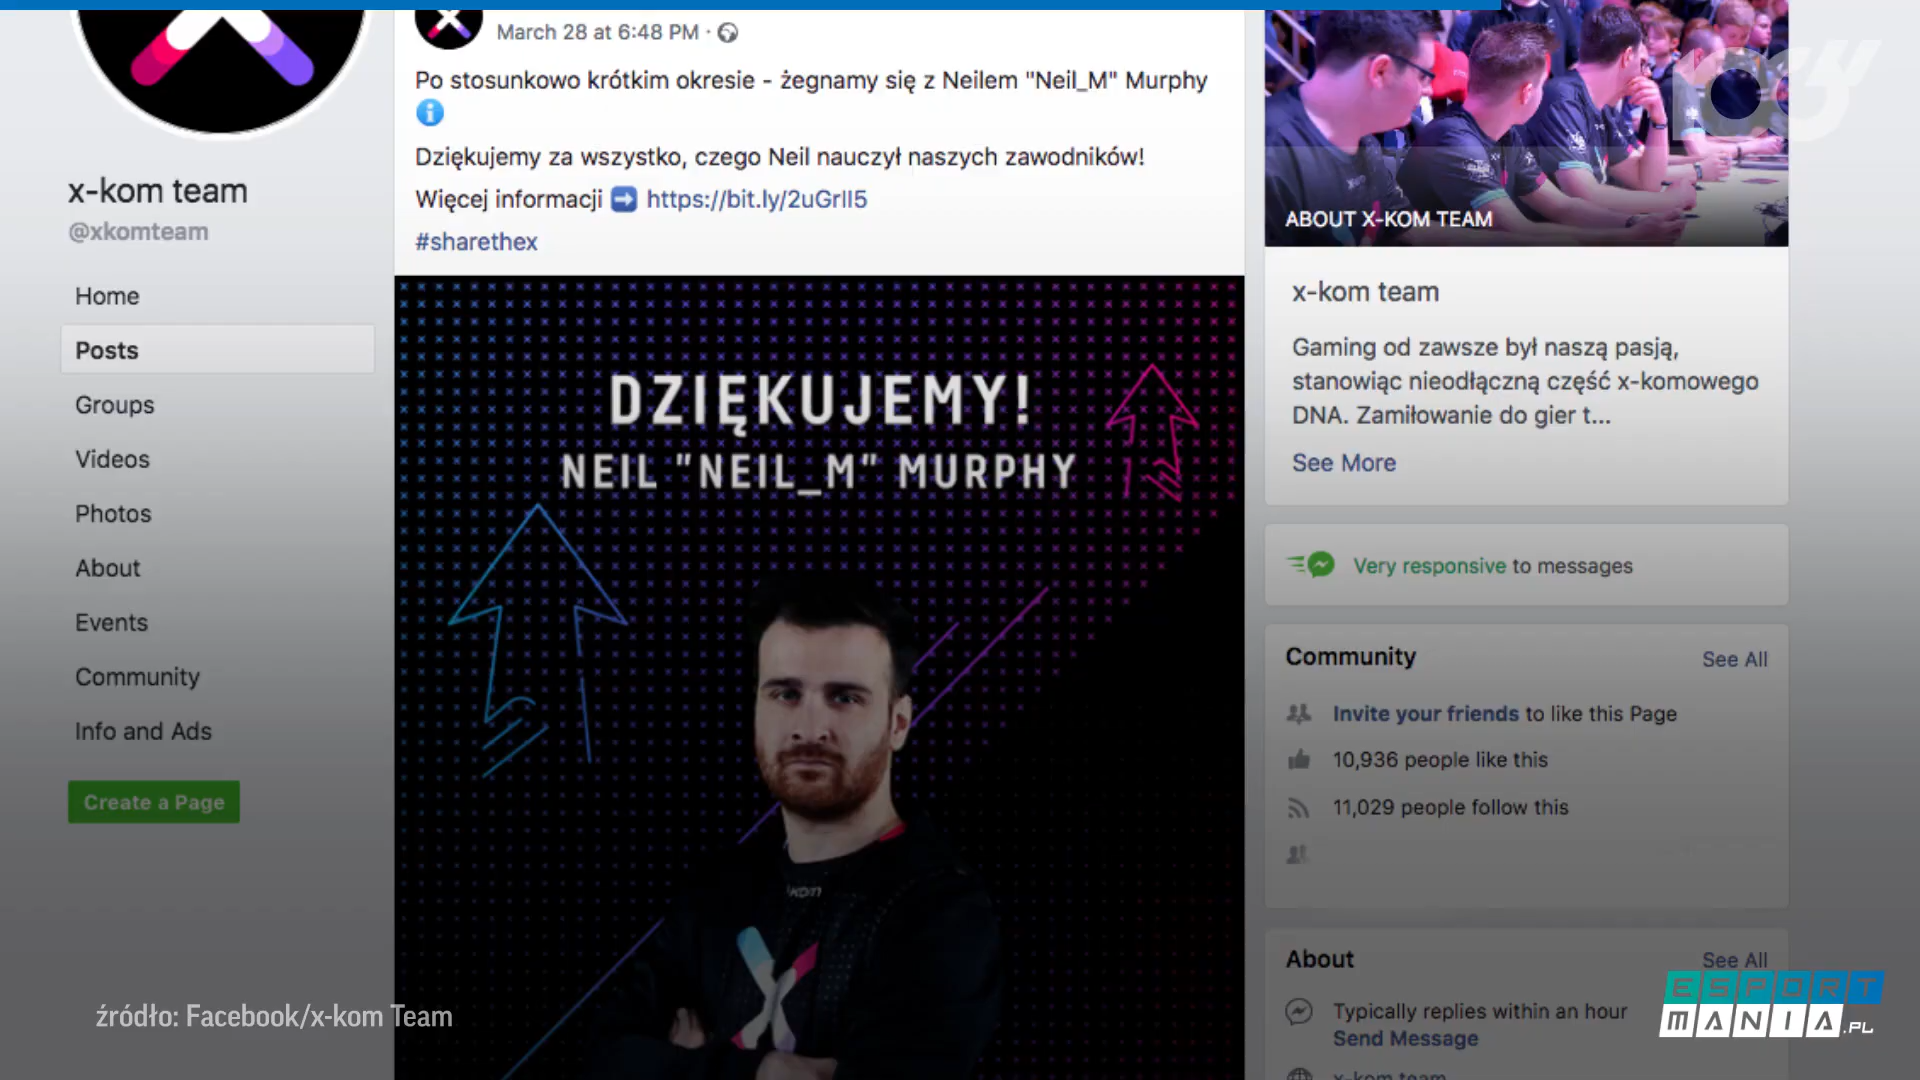 March 28 at 6:48 PM ·
Po stosunkowo krótkim okresie - żegnamy się z Neilem "Neil_M" Murphy
Dziękujemy za wszystko, czego Neil nauczył naszych zawodników!
Więcej informacji https://bit.ly/2uGrll5
#sharethex
x-kom team
@xkomteam
Home
Posts
Groups
Videos
Photos
About
Events
Community
Info and Ads
Create a Page
DZIĘKUJEMY!
NEIL "NEIL_M" MURPHY
ABOUT X-KOM TEAM
x-kom team
Gaming od zawsze był naszą pasją,
stanowiąc nieodłączną część x-komowego
DNA. Zamiłowanie do gier t...
See More
Very responsive to messages
Community
See All
Invite your friends to like this Page
10,936 people like this
11,029 people follow this
About
See All
Typically replies within an hour
Send Message
x-kom team
źródło: Facebook/x-kom Team
ESPORT
MANIA.PL